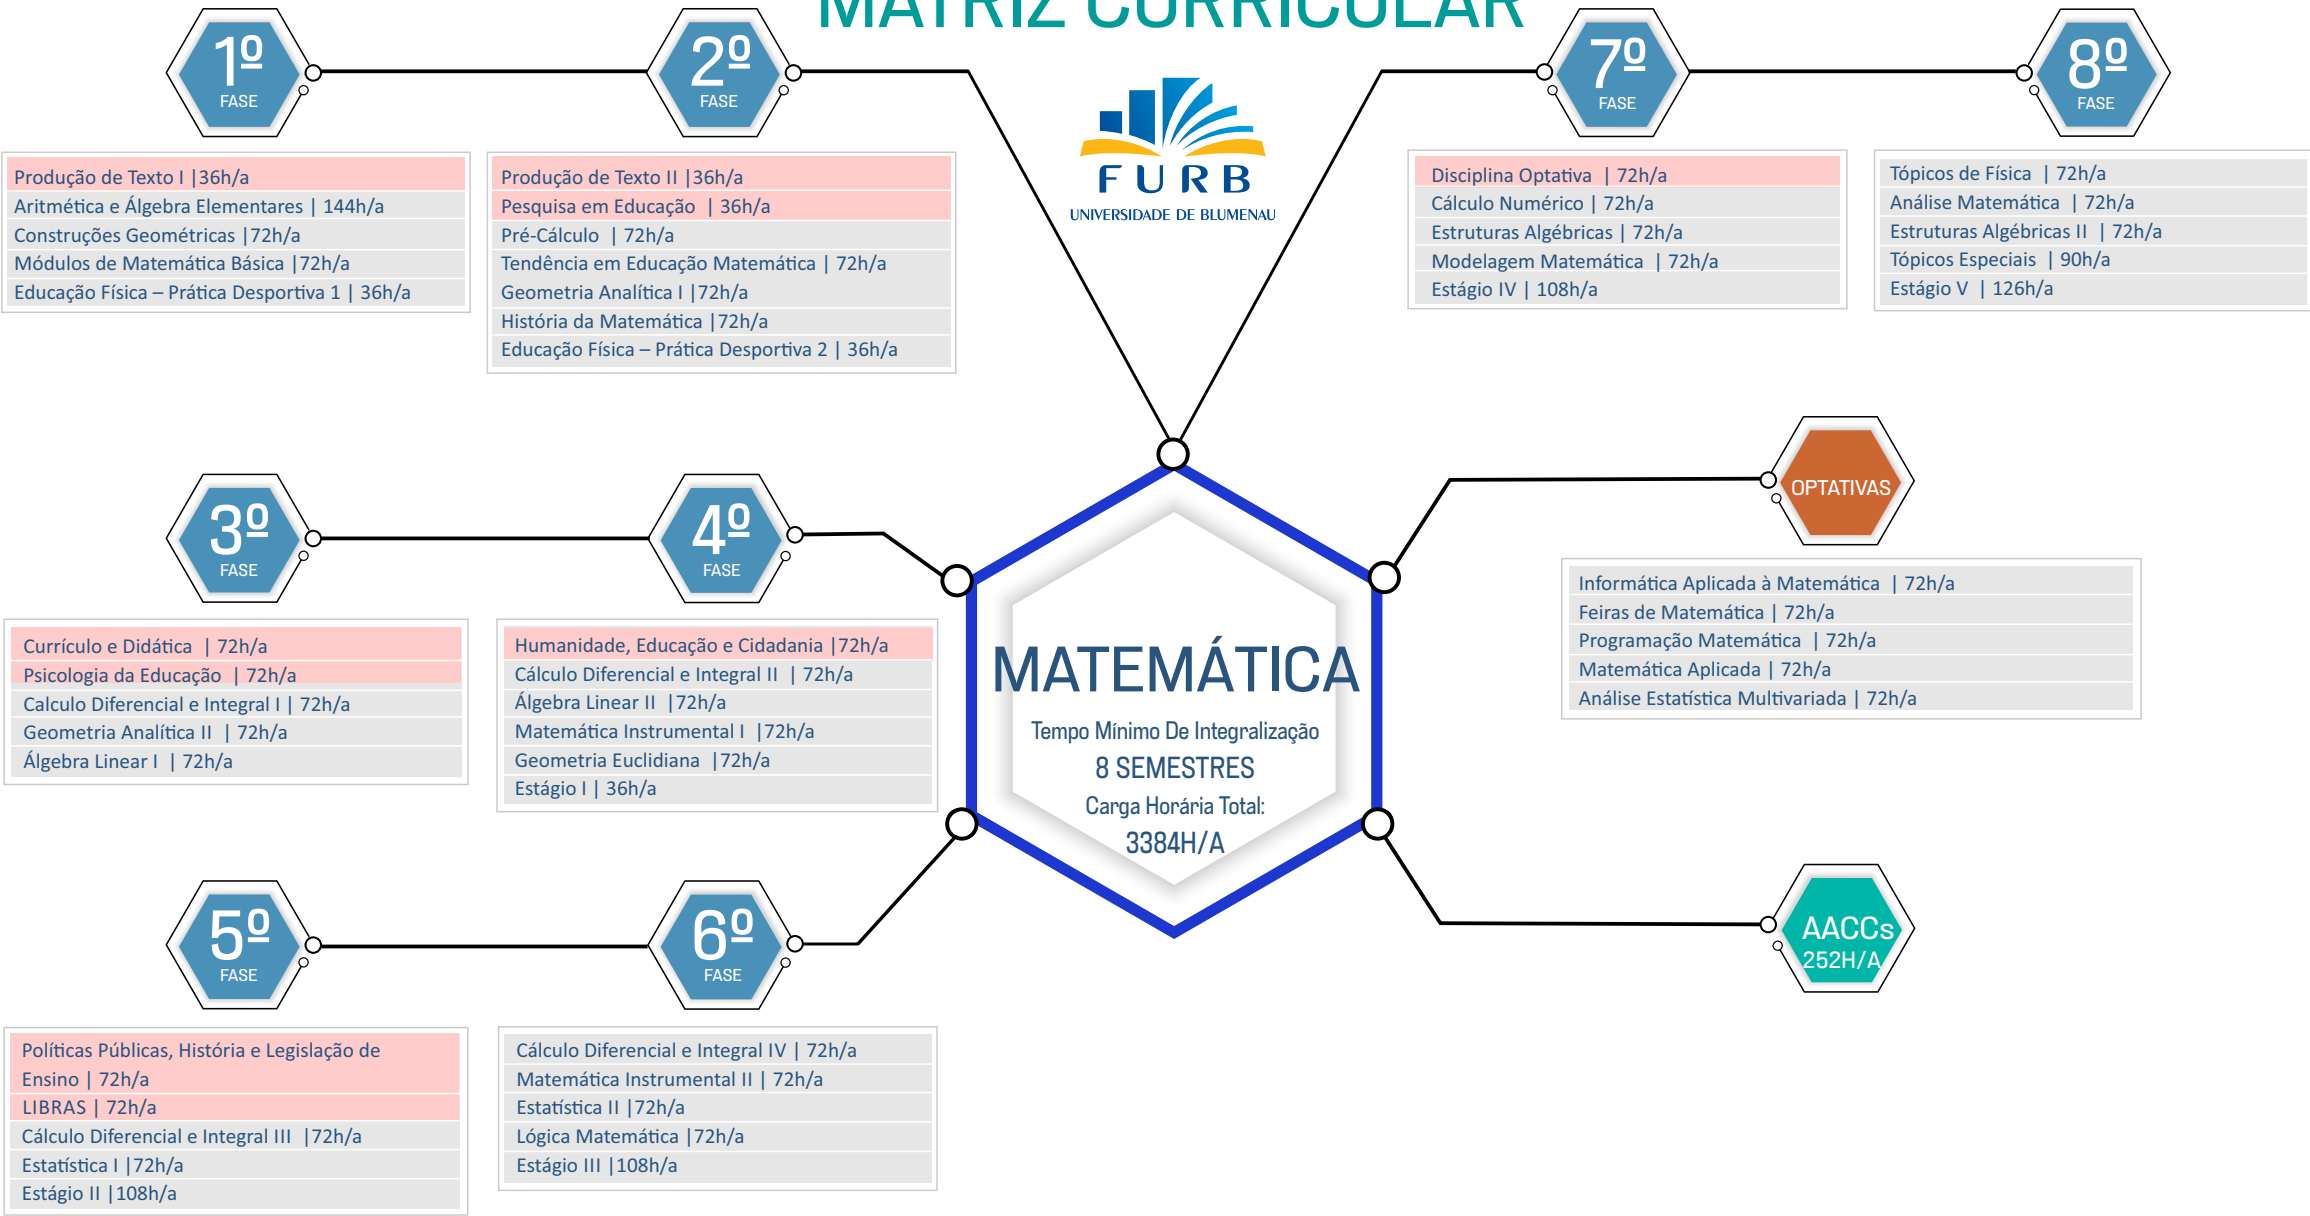 MATRIZ CURRICULAR
1º
FASE
Produção de Texto I |36h/a
Aritmética e Álgebra Elementares | 144h/a
Construções Geométricas |72h/a
Módulos de Matemática Básica |72h/a
Educação Física – Prática Desportiva 1 | 36h/a
2º
FASE
Produção de Texto II |36h/a
Pesquisa em Educação | 36h/a
Pré-Cálculo | 72h/a
Tendência em Educação Matemática | 72h/a
Geometria Analítica I |72h/a
História da Matemática |72h/a
Educação Física – Prática Desportiva 2 | 36h/a
FURB
UNIVERSIDADE DE BLUMENAU
7º
FASE
Disciplina Optativa | 72h/a
Cálculo Numérico | 72h/a
Estruturas Algébricas | 72h/a
Modelagem Matemática | 72h/a
Estágio IV | 108h/a
8º
FASE
Tópicos de Física | 72h/a
Análise Matemática | 72h/a
Estruturas Algébricas II | 72h/a
Tópicos Especiais | 90h/a
Estágio V | 126h/a
3º
FASE
Currículo e Didática | 72h/a
Psicologia da Educação | 72h/a
Calculo Diferencial e Integral I | 72h/a
Geometria Analítica II | 72h/a
Álgebra Linear I | 72h/a
4º
FASE
Humanidade, Educação e Cidadania |72h/a
Cálculo Diferencial e Integral II | 72h/a
Álgebra Linear II |72h/a
Matemática Instrumental I |72h/a
Geometria Euclidiana |72h/a
Estágio I | 36h/a
MATEMÁTICA
Tempo Mínimo De Integralização
8 SEMESTRES
Carga Horária Total:
3384H/A
OPTATIVAS
Informática Aplicada à Matemática | 72h/a
Feiras de Matemática | 72h/a
Programação Matemática | 72h/a
Matemática Aplicada | 72h/a
Análise Estatística Multivariada | 72h/a
5º
FASE
Políticas Públicas, História e Legislação de
Ensino | 72h/a
LIBRAS | 72h/a
Cálculo Diferencial e Integral III |72h/a
Estatística I |72h/a
Estágio II |108h/a
6º
FASE
Cálculo Diferencial e Integral IV | 72h/a
Matemática Instrumental II | 72h/a
Estatística II |72h/a
Lógica Matemática |72h/a
Estágio III |108h/a
AACCs
252H/A